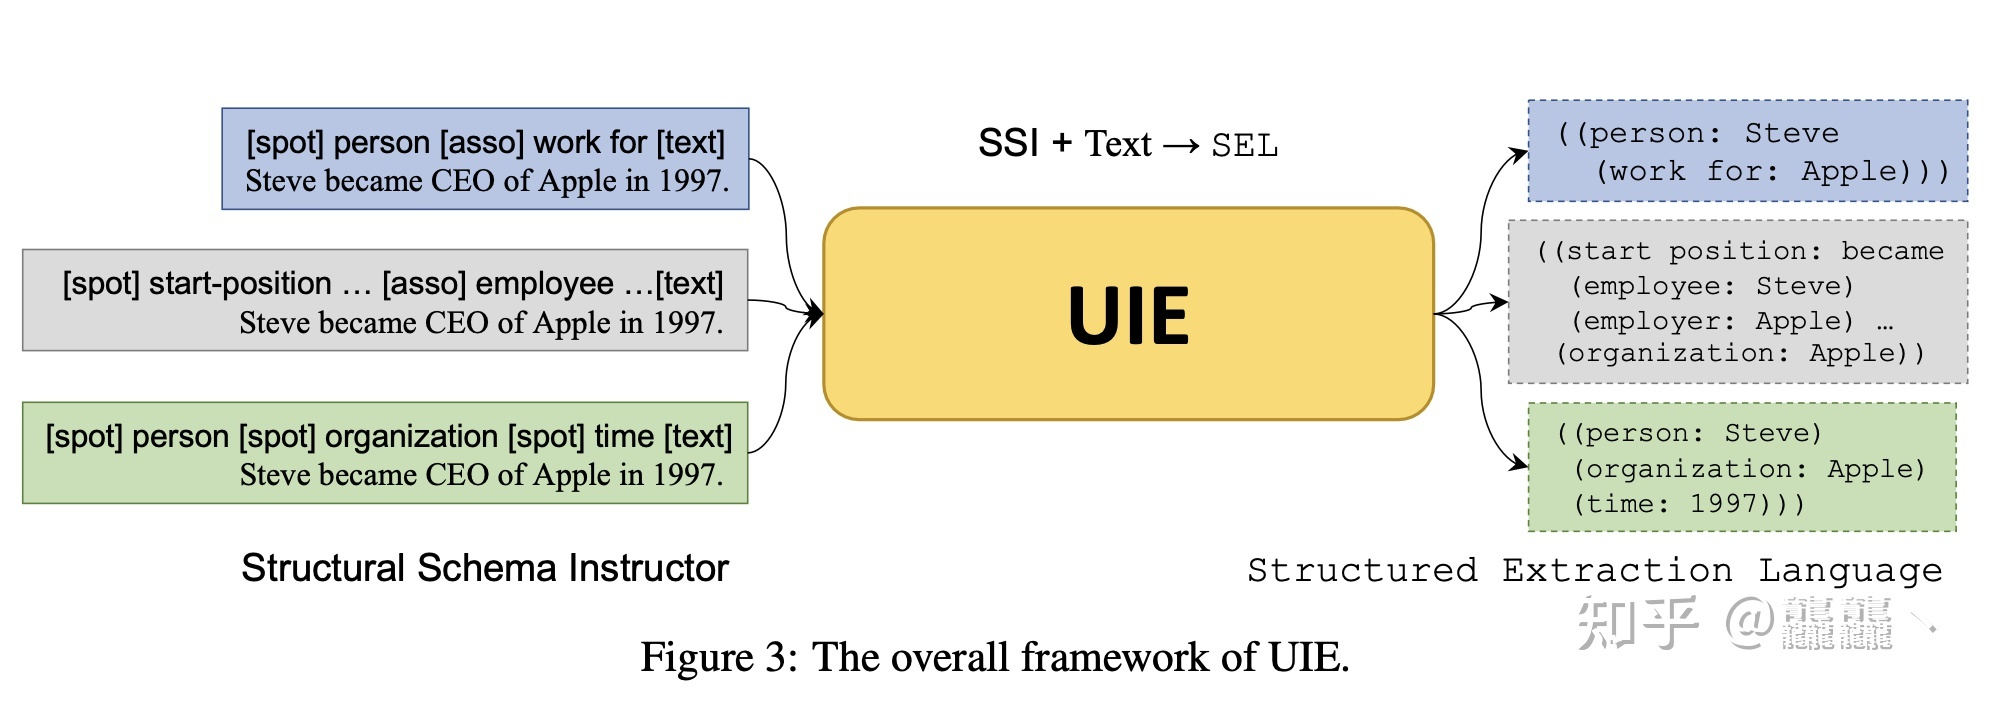 [spot] person [asso] work for [text]
Steve became CEO of Apple in 1997.
[spot] start-position … [asso] employee …[text]
Steve became CEO of Apple in 1997.
[spot] person [spot] organization [spot] time [text]
Steve became CEO of Apple in 1997.
Structural Schema Instructor
SSI + Text → SEL
UIE
((person: Steve
(work for: Apple)))
((start position: became
(employee: Steve)
(employer: Apple) …
(organization: Apple))
((person: Steve)
(organization: Apple)
(time: 1997)))
Structured Extraction Language
知乎 @龘龘丶
Figure 3: The overall framework of UIE.